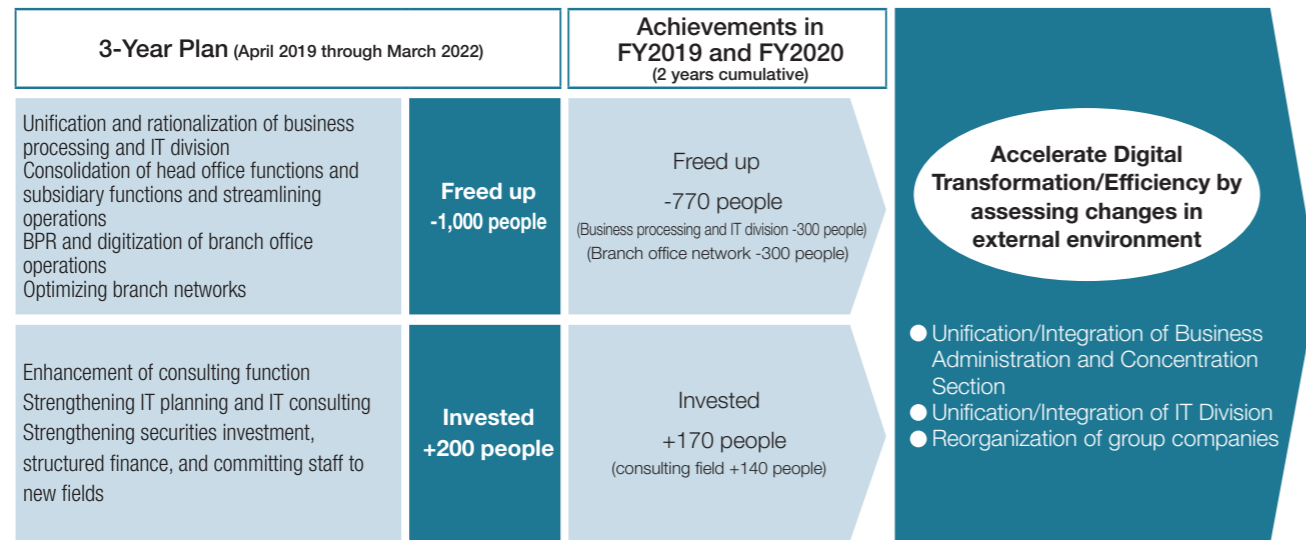 3-Year Plan (April 2019 through March 2022)
Achievements in
FY2019 and FY2020
(2 years cumulative)
Unification and rationalization of business
processing and IT division
Consolidation of head office functions and
subsidiary functions and streamlining
operations
BPR and digitization of branch office
operations
Optimizing branch networks
Freed up
-1,000 people
Freed up
-770 people
(Business processing and IT division -300 people)
(Branch office network -300 people)
Enhancement of consulting function
Strengthening IT planning and IT consulting
Strengthening securities investment,
structured finance, and committing staff to
new fields
Invested
+200 people
Invested
+170 people
(consulting field +140 people)
Accelerate Digital
Transformation/Efficiency by
assessing changes in
external environment
● Unification/Integration of Business
Administration and Concentration
Section
● Unification/Integration of IT Division
● Reorganization of group companies